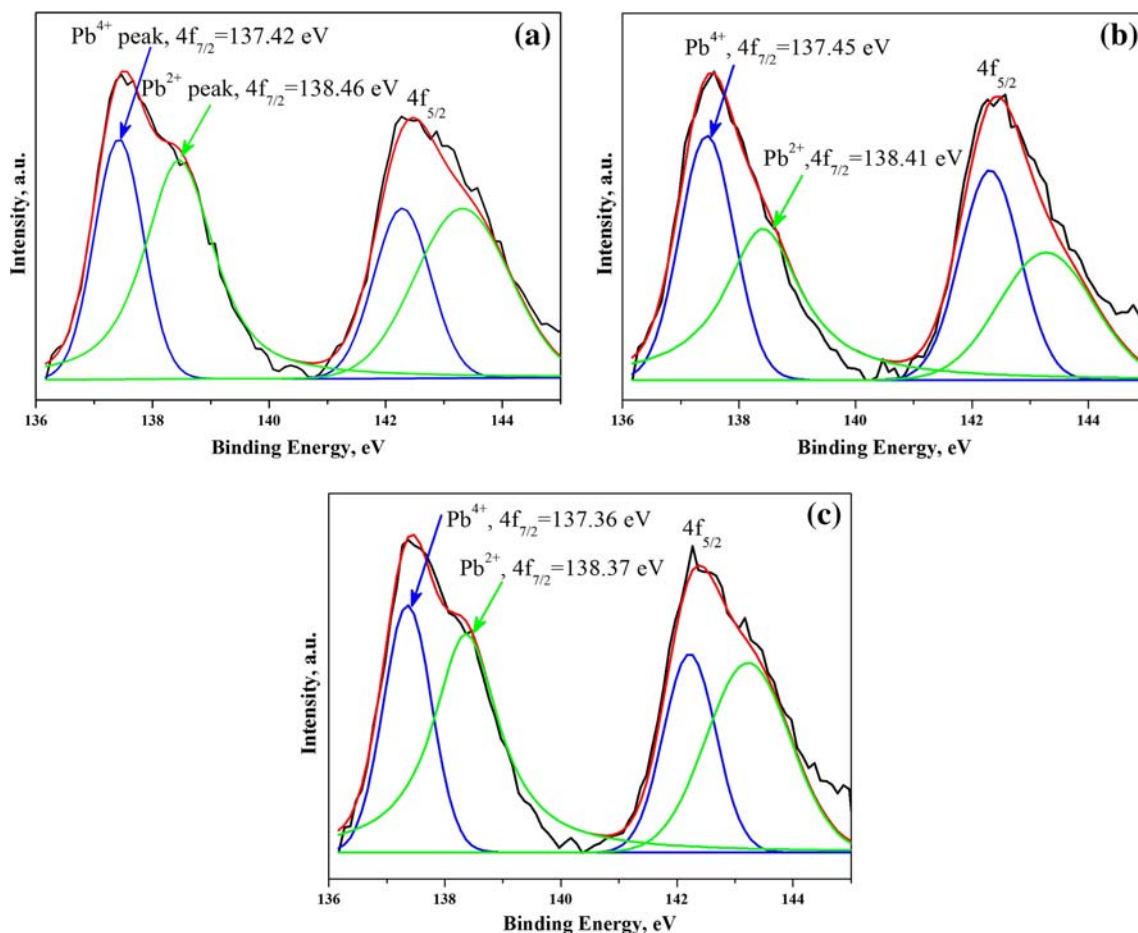 (a)
Pb⁴⁺ peak, 4f₇/₂=137.42 eV
Pb²⁺ peak, 4f₇/₂=138.46 eV
4f₅/₂
Intensity, a.u.
136 138 140 142 144
Binding Energy, eV
(b)
Pb⁴⁺, 4f₇/₂=137.45 eV
4f₅/₂
Pb²⁺,4f₇/₂=138.41 eV
Intensity, a.u.
136 138 140 142 144
Binding Energy, eV
(c)
Pb⁴⁺, 4f₇/₂=137.36 eV
4f₅/₂
Pb²⁺, 4f₇/₂=138.37 eV
Intensity, a.u.
136 138 140 142 144
Binding Energy, eV